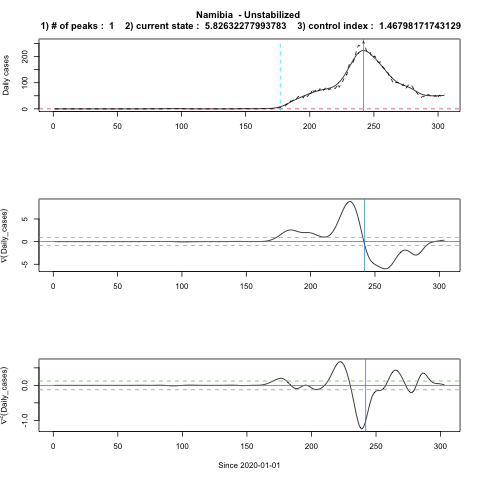 Namibia - Unstabilized
1) # of peaks : 1 2) current state : 5.82632277993783 3) control index : 1.46798171743129
Daily cases
0 100 200
0 50 100 150 200 250 300
∇(Daily_cases)
-5 0 5
0 50 100 150 200 250 300
∇²(Daily_cases)
-1.0 0.0
0 50 100 150 200 250 300
Since 2020-01-01